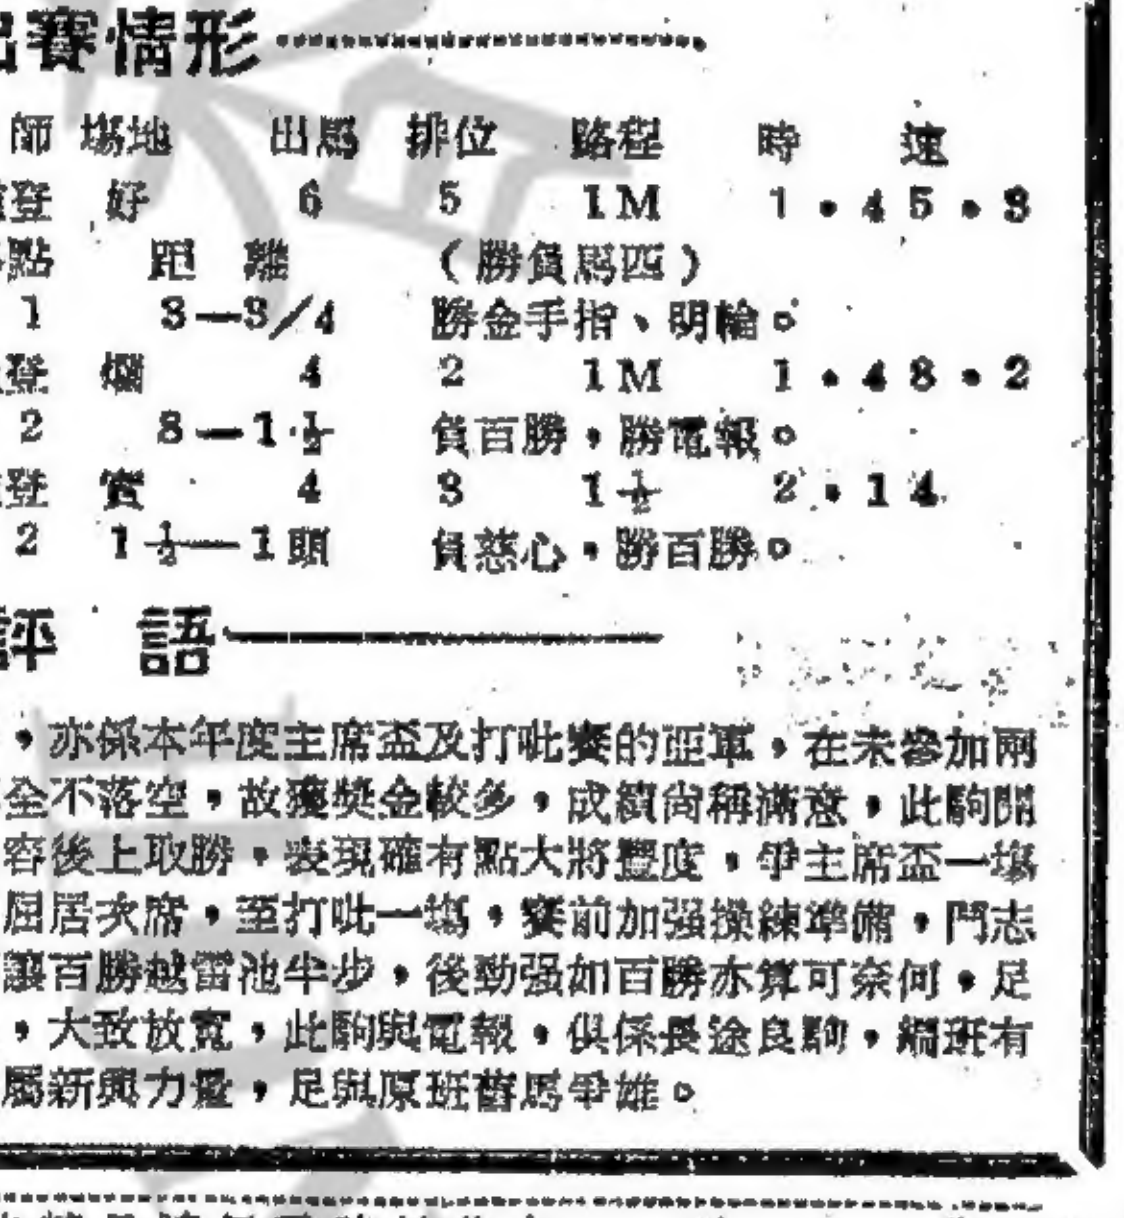 賽情形
師 塲地 出馬 排位 路程 時 速
登 好 6 5 1M 1.45.3
點 距 離 (勝負馬匹)
1 3—3/4 勝金手指、明輪。
登 爛 4 2 1M 1.48.2
2 8—1½ 負百勝,勝電報。
登 實 4 3 1½ 2.14
2 1½—1頭 負慈心,勝百勝。
評 語
,亦係本年度主席盃及打吡賽的亞軍,在未參加兩
全不落空,故獲獎金較多,成績尚稱滿意,此駒開
容後上取勝,表現確有點大將豐度,爭主席盃一塲
屈居次席,至打吡一塲,賽前加强操練準備,鬥志
讓百勝越雷池半步,後勁强如百勝亦算可奈何,足
,大致放寬,此駒與電報,俱係長途良駒,編班有
屬新興力量,足與原班舊馬爭雄。